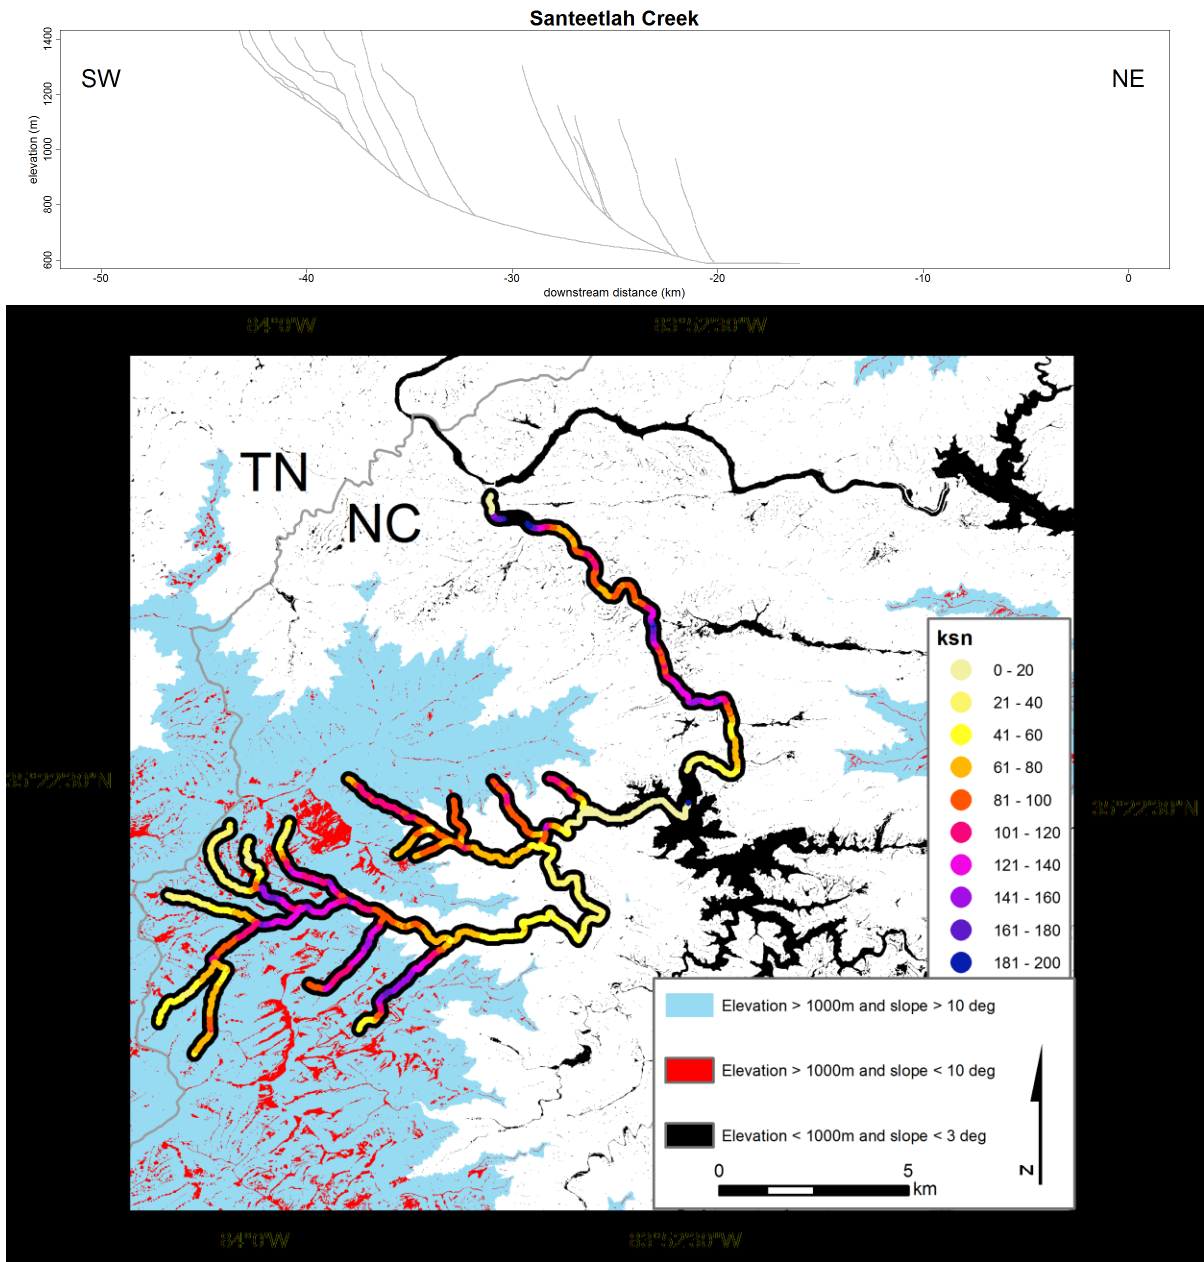 Santeetlah Creek
SW
NE
elevation (m)
1400
1200
1000
800
600
-50
-40
-30
-20
-10
0
downstream distance (km)
84°0'W
83°52'30"W
TN
NC
35°22'30"N
35°22'30"N
ksn
0 - 20
21 - 40
41 - 60
61 - 80
81 - 100
101 - 120
121 - 140
141 - 160
161 - 180
181 - 200
Elevation > 1000m and slope > 10 deg
Elevation > 1000m and slope < 10 deg
Elevation < 1000m and slope < 3 deg
0
5
km
N
84°0'W
83°52'30"W